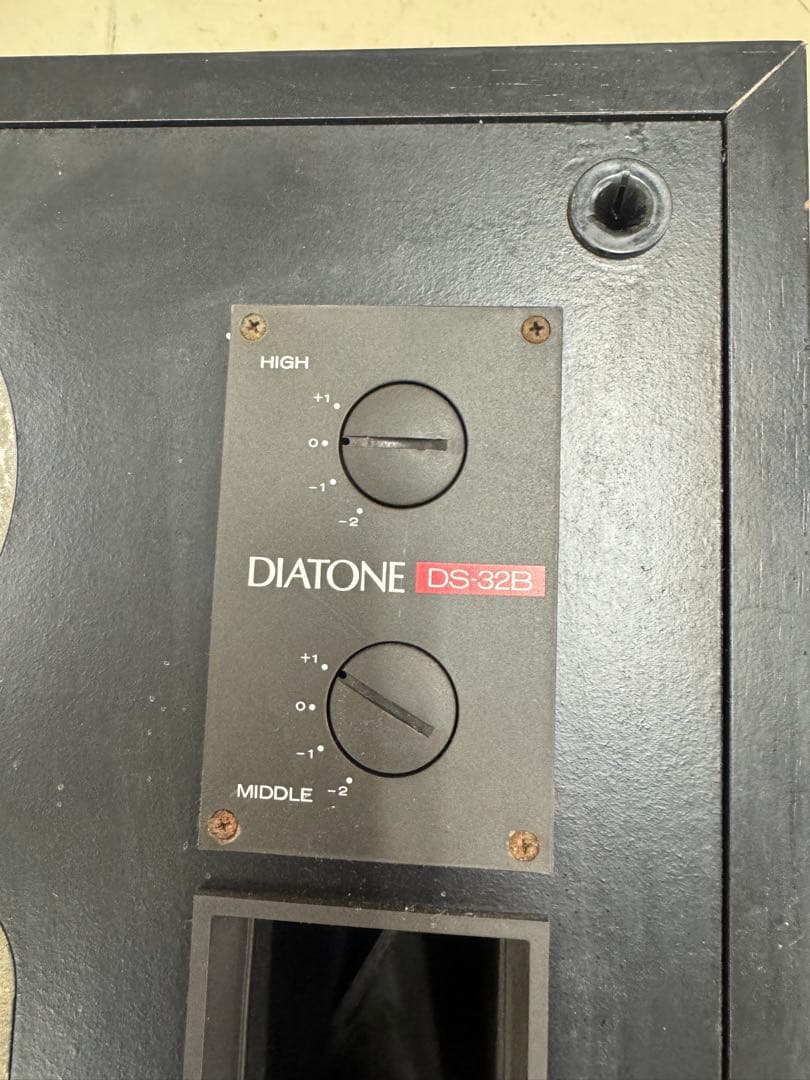 HIGH
+1
0
-1
-2
DIATONE DS-32B
+1
0
-1
-2
MIDDLE